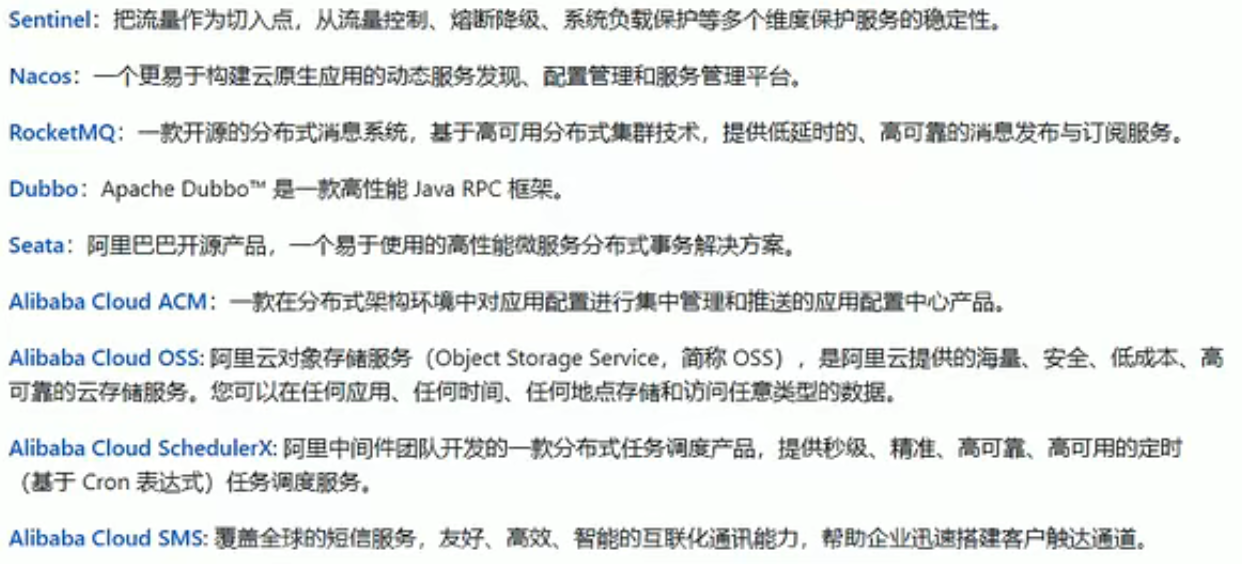 Sentinel：把流量作为切入点，从流量控制、熔断降级、系统负载保护等多个维度保护服务的稳定性。
Nacos：一个更易于构建云原生应用的动态服务发现、配置管理和服务管理平台。
RocketMQ：一款开源的分布式消息系统，基于高可用分布式集群技术，提供低延时的、高可靠的消息发布与订阅服务。
Dubbo：Apache Dubbo™ 是一款高性能 Java RPC 框架。
Seata：阿里巴巴开源产品，一个易于使用的高性能微服务分布式事务解决方案。
Alibaba Cloud ACM：一款在分布式架构环境中对应用配置进行集中管理和推送的应用配置中心产品。
Alibaba Cloud OSS: 阿里云对象存储服务（Object Storage Service，简称 OSS），是阿里云提供的海量、安全、低成本、高
可靠的云存储服务。您可以在任何应用、任何时间、任何地点存储和访问任意类型的数据。
Alibaba Cloud SchedulerX: 阿里中间件团队开发的一款分布式任务调度产品，提供秒级、精准、高可靠、高可用的定时
（基于 Cron 表达式）任务调度服务。
Alibaba Cloud SMS: 覆盖全球的短信服务，友好、高效、智能的互联化通讯能力，帮助企业迅速搭建客户触达通道。